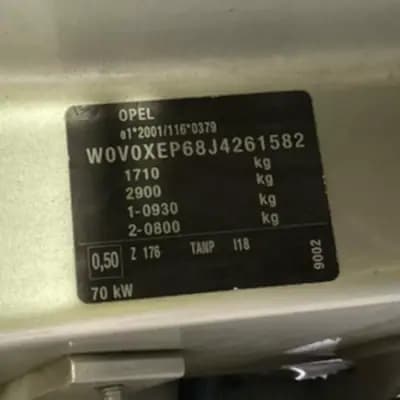 OPEL
e1*2001/116*0379
W0V0XEP68J4261582
1710 kg
2900 kg
1-0930 kg
2-0800 kg
0,50 Z 176 TANP I18
9002
70 kW